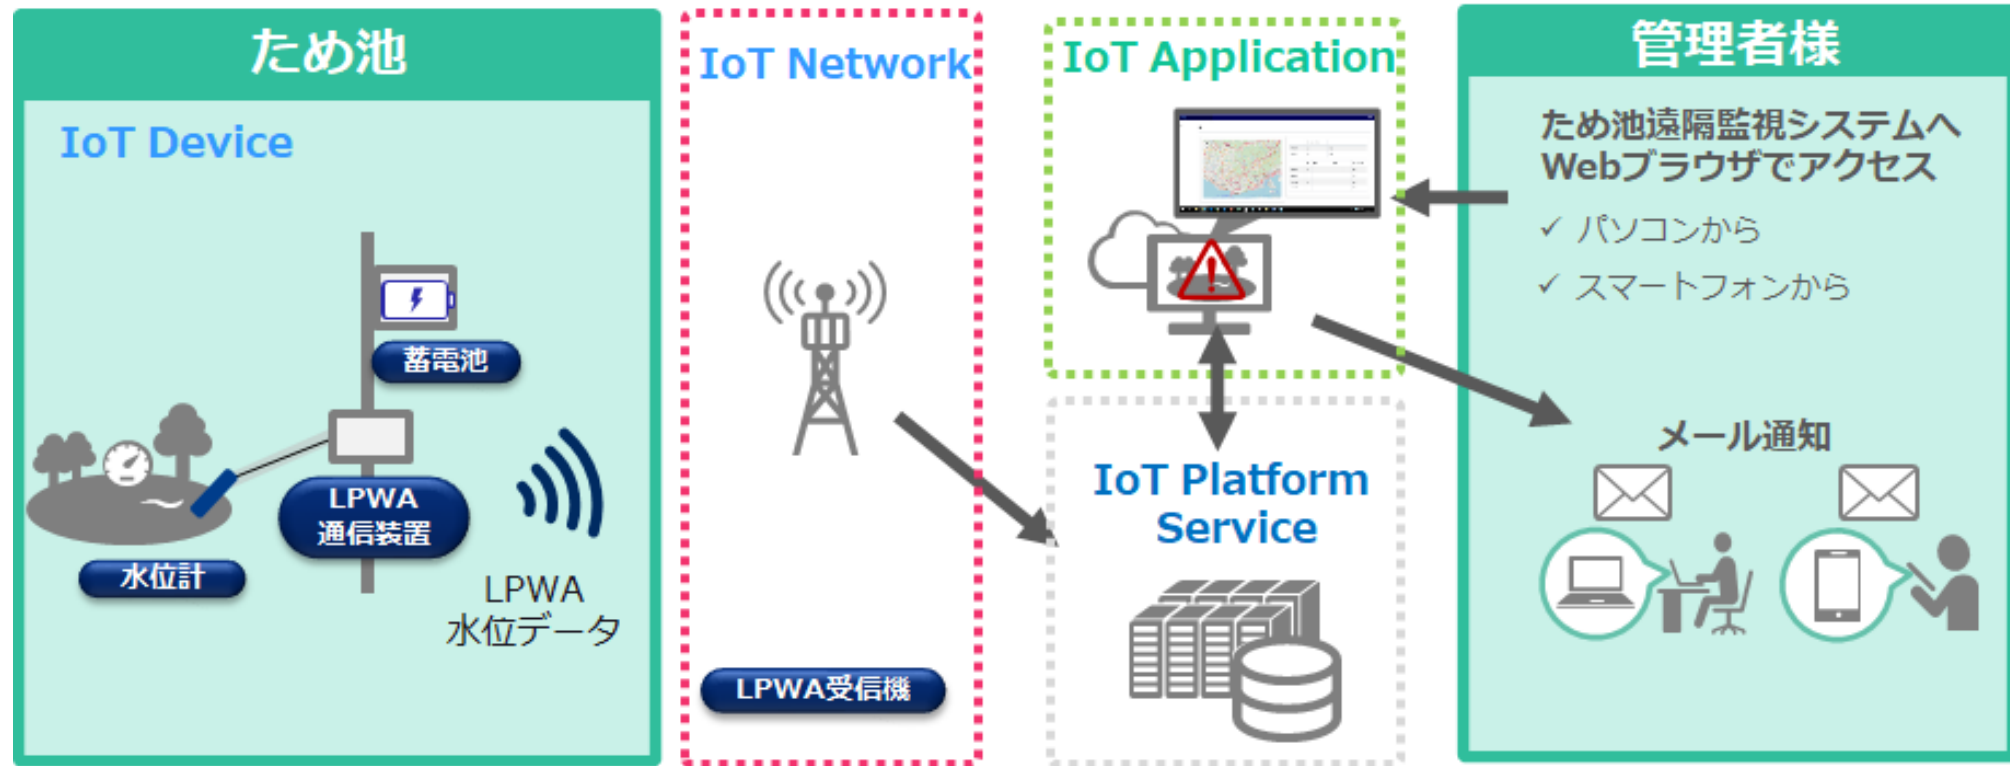 ため池
IoT Device
蓄電池
LPWA
通信装置
水位計
LPWA
水位データ
IoT Network
LPWA受信機
IoT Application
IoT Platform
Service
管理者様
ため池遠隔監視システムへ
Webブラウザでアクセス
✓ パソコンから
✓ スマートフォンから
メール通知